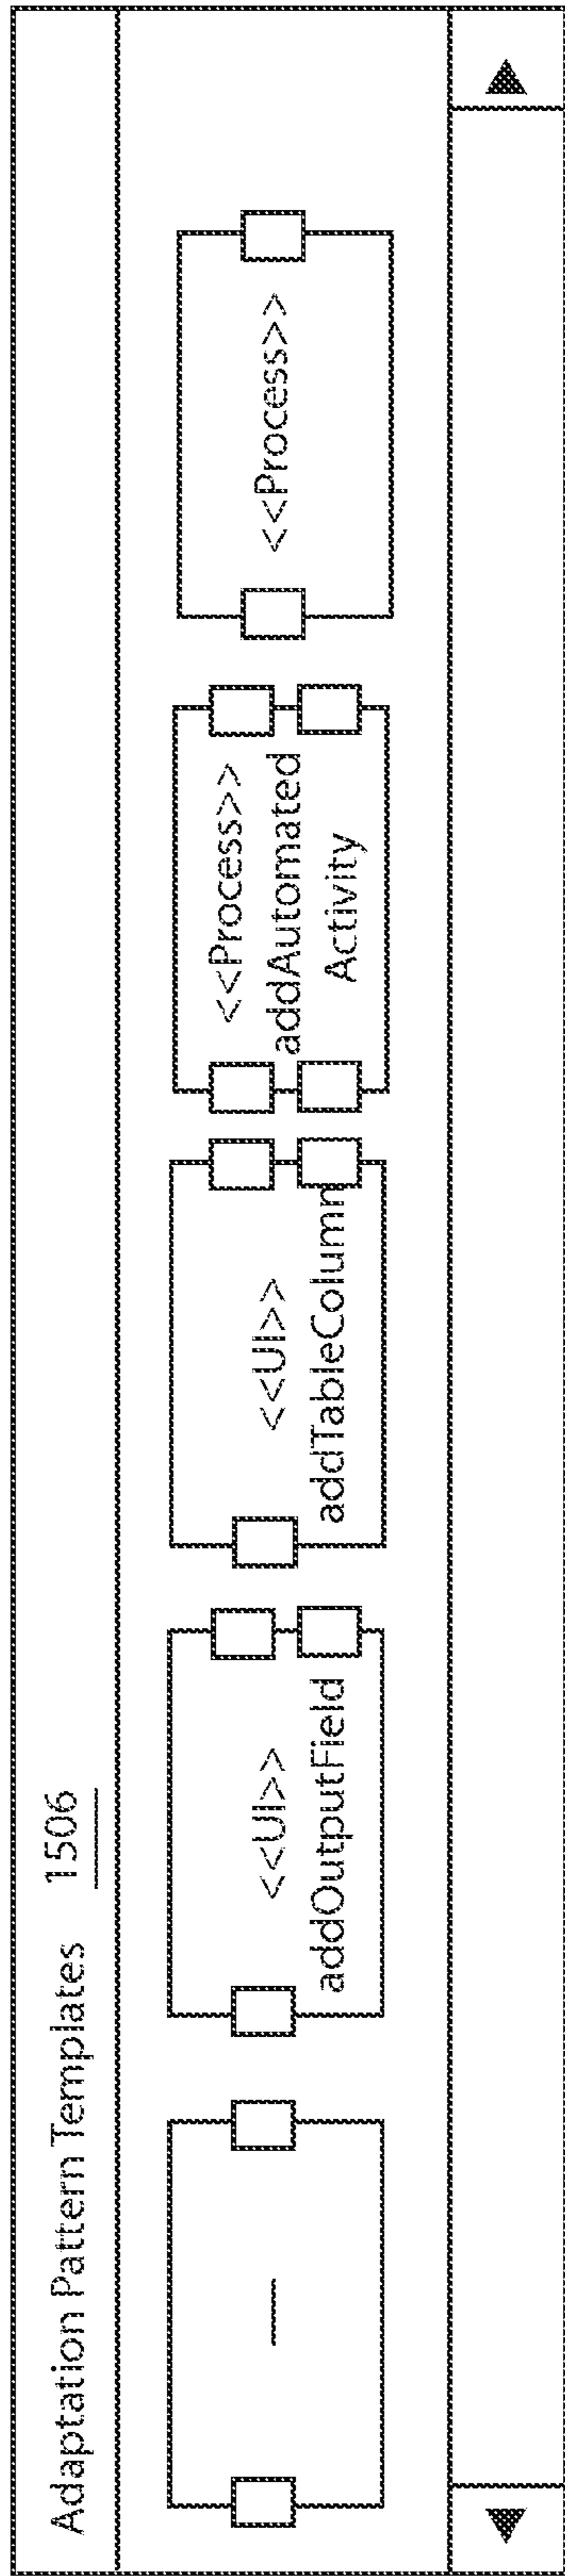 Adaptation Pattern Templates 1506
—
<<UI>>
addOutputField
<<UI>>
addTableColumn
<<Process>>
addAutomated
Activity
<<Process>>